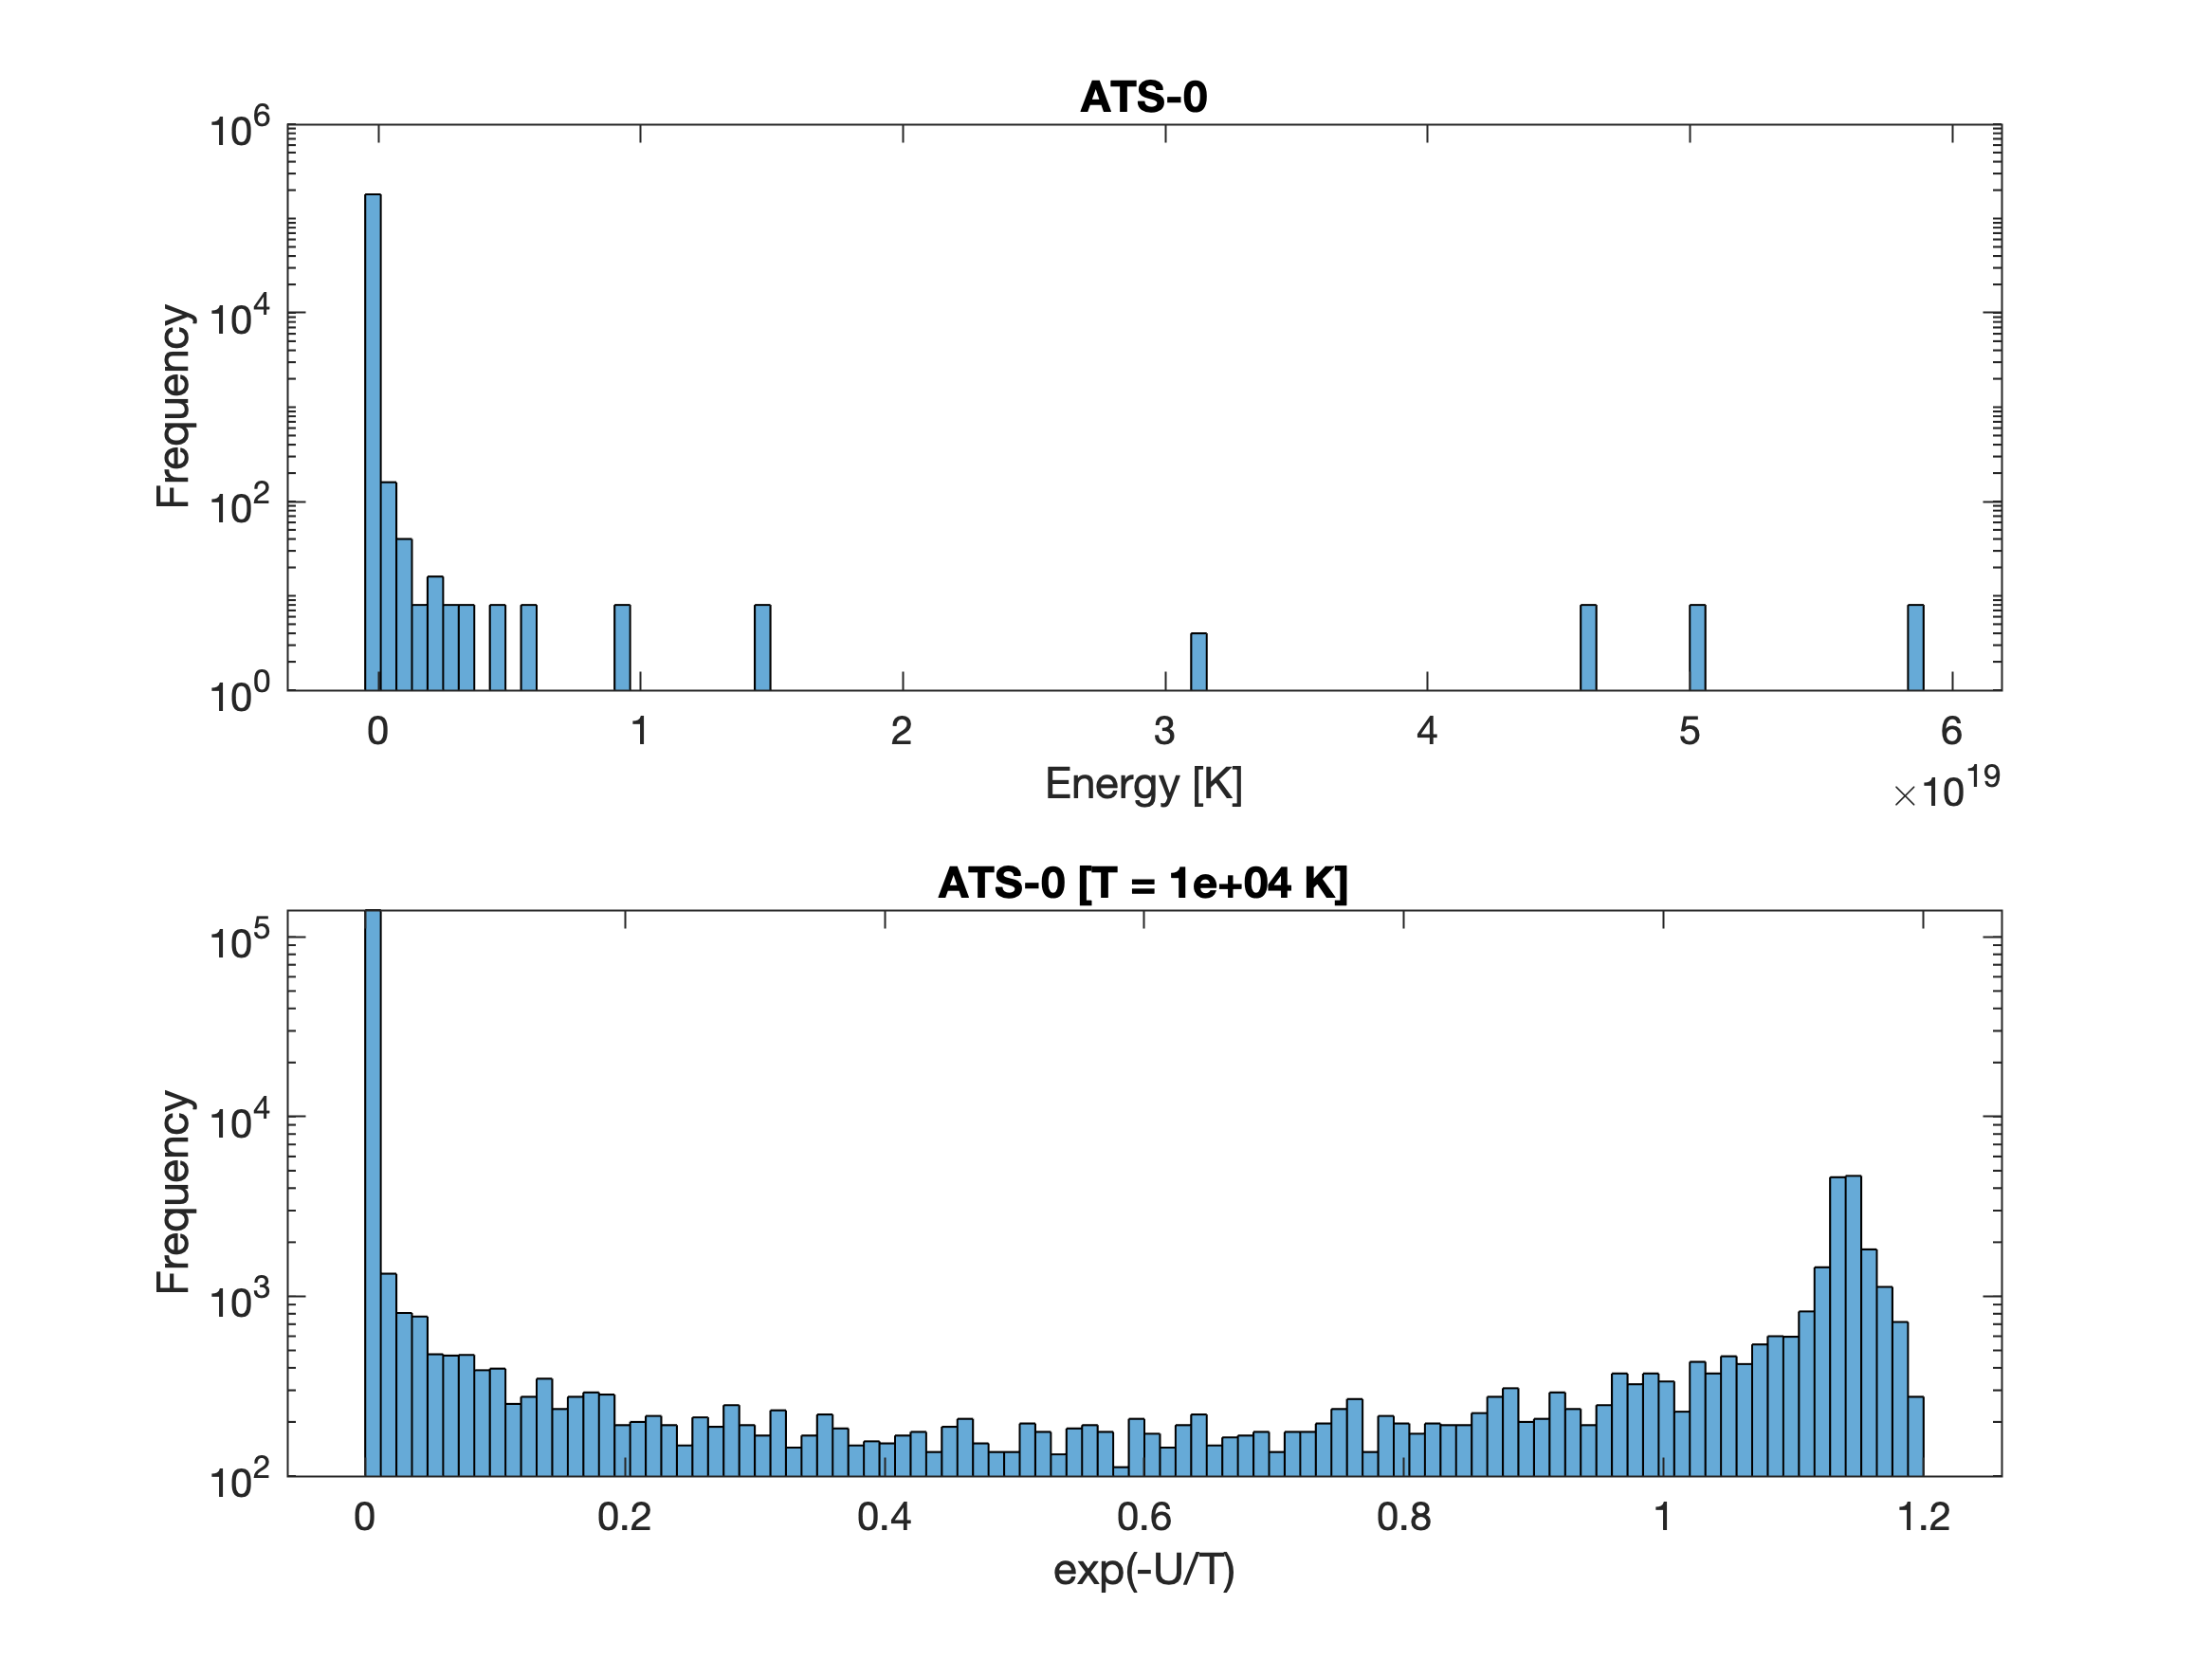 ATS-0
10^6
10^4
10^2
10^0
Frequency
0 1 2 3 4 5 6
Energy [K]
×10^19
ATS-0 [T = 1e+04 K]
10^5
10^4
10^3
10^2
Frequency
0 0.2 0.4 0.6 0.8 1 1.2
exp(-U/T)